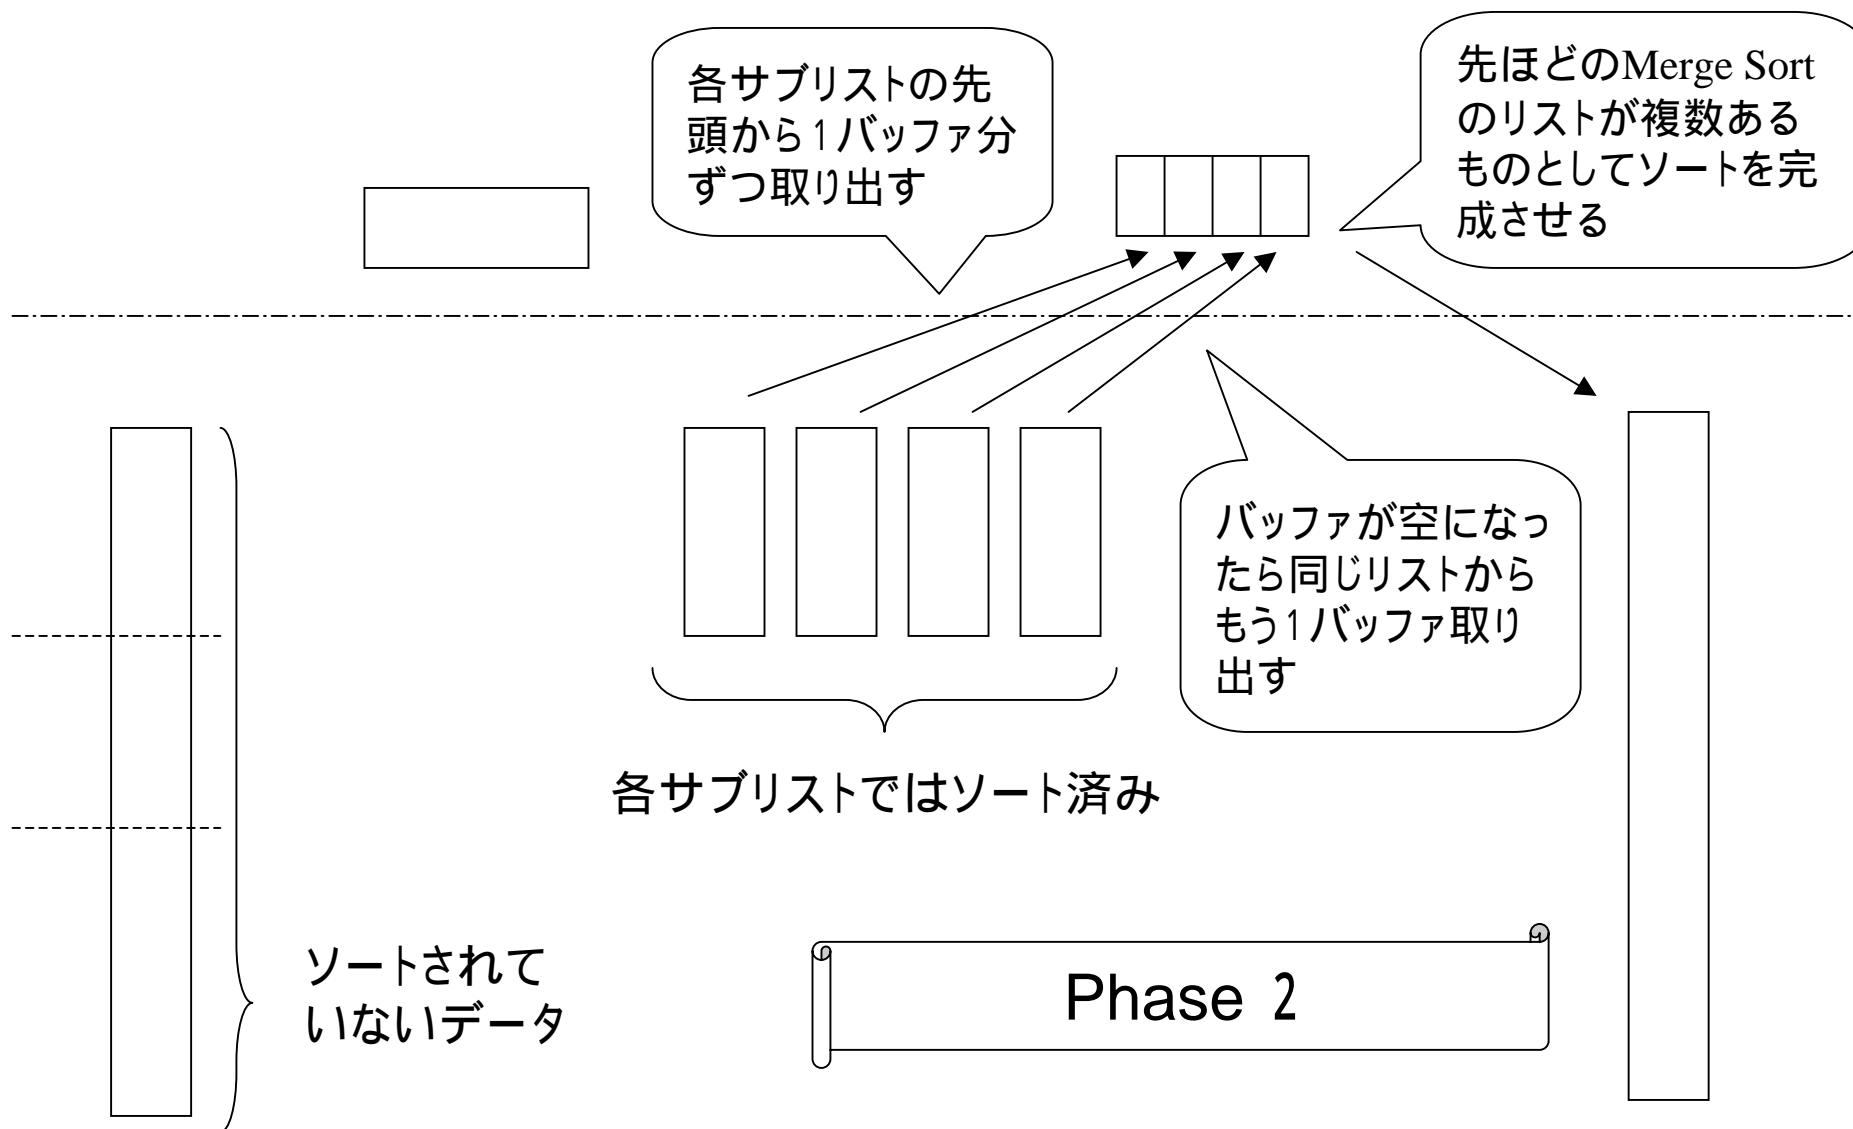 各サブリストの先
頭から1バッファ分
ずつ取り出す
先ほどのMerge Sort
のリストが複数ある
ものとしてソートを完
成させる
バッファが空になっ
たら同じリストから
もう1バッファ取り
出す
各サブリストではソート済み
ソートされて
いないデータ
Phase 2